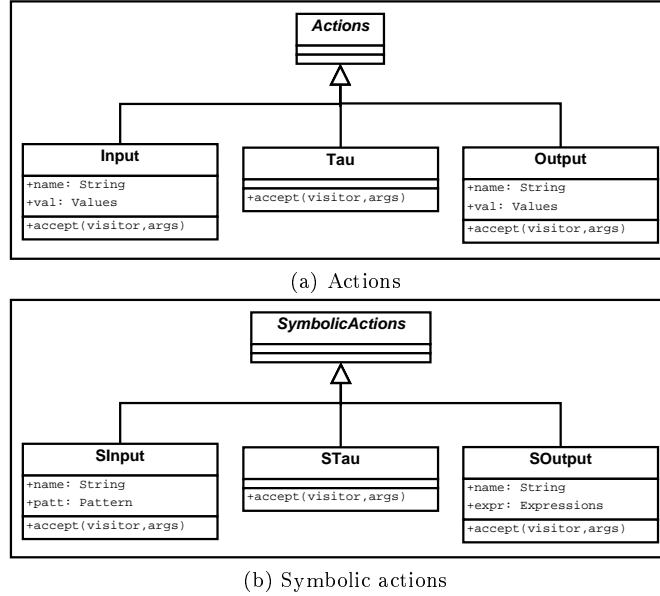 Actions
Input
Tau
Output
+name: String
+val: Values
+accept(visitor,args)
+accept(visitor,args)
+name: String
+val: Values
+accept(visitor,args)
(a) Actions
SymbolicActions
SInput
STau
SOutput
+name: String
+patt: Pattern
+accept(visitor,args)
+accept(visitor,args)
+name: String
+expr: Expressions
+accept(visitor,args)
(b) Symbolic actions